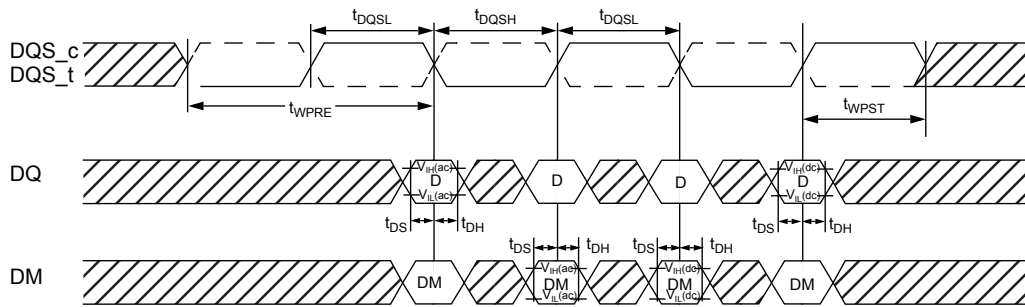 tDQSL tDQSH tDQSL
DQS_c
DQS_t
tWPRE tWPST
DQ
VIH(ac) VIH(dc)
D D D D
VIL(ac) VIL(dc)
tDS tDH tDS tDH
tDS tDH tDS tDH
DM
VIH(ac) VIH(dc)
DM DM DM DM
VIL(ac) VIL(dc)